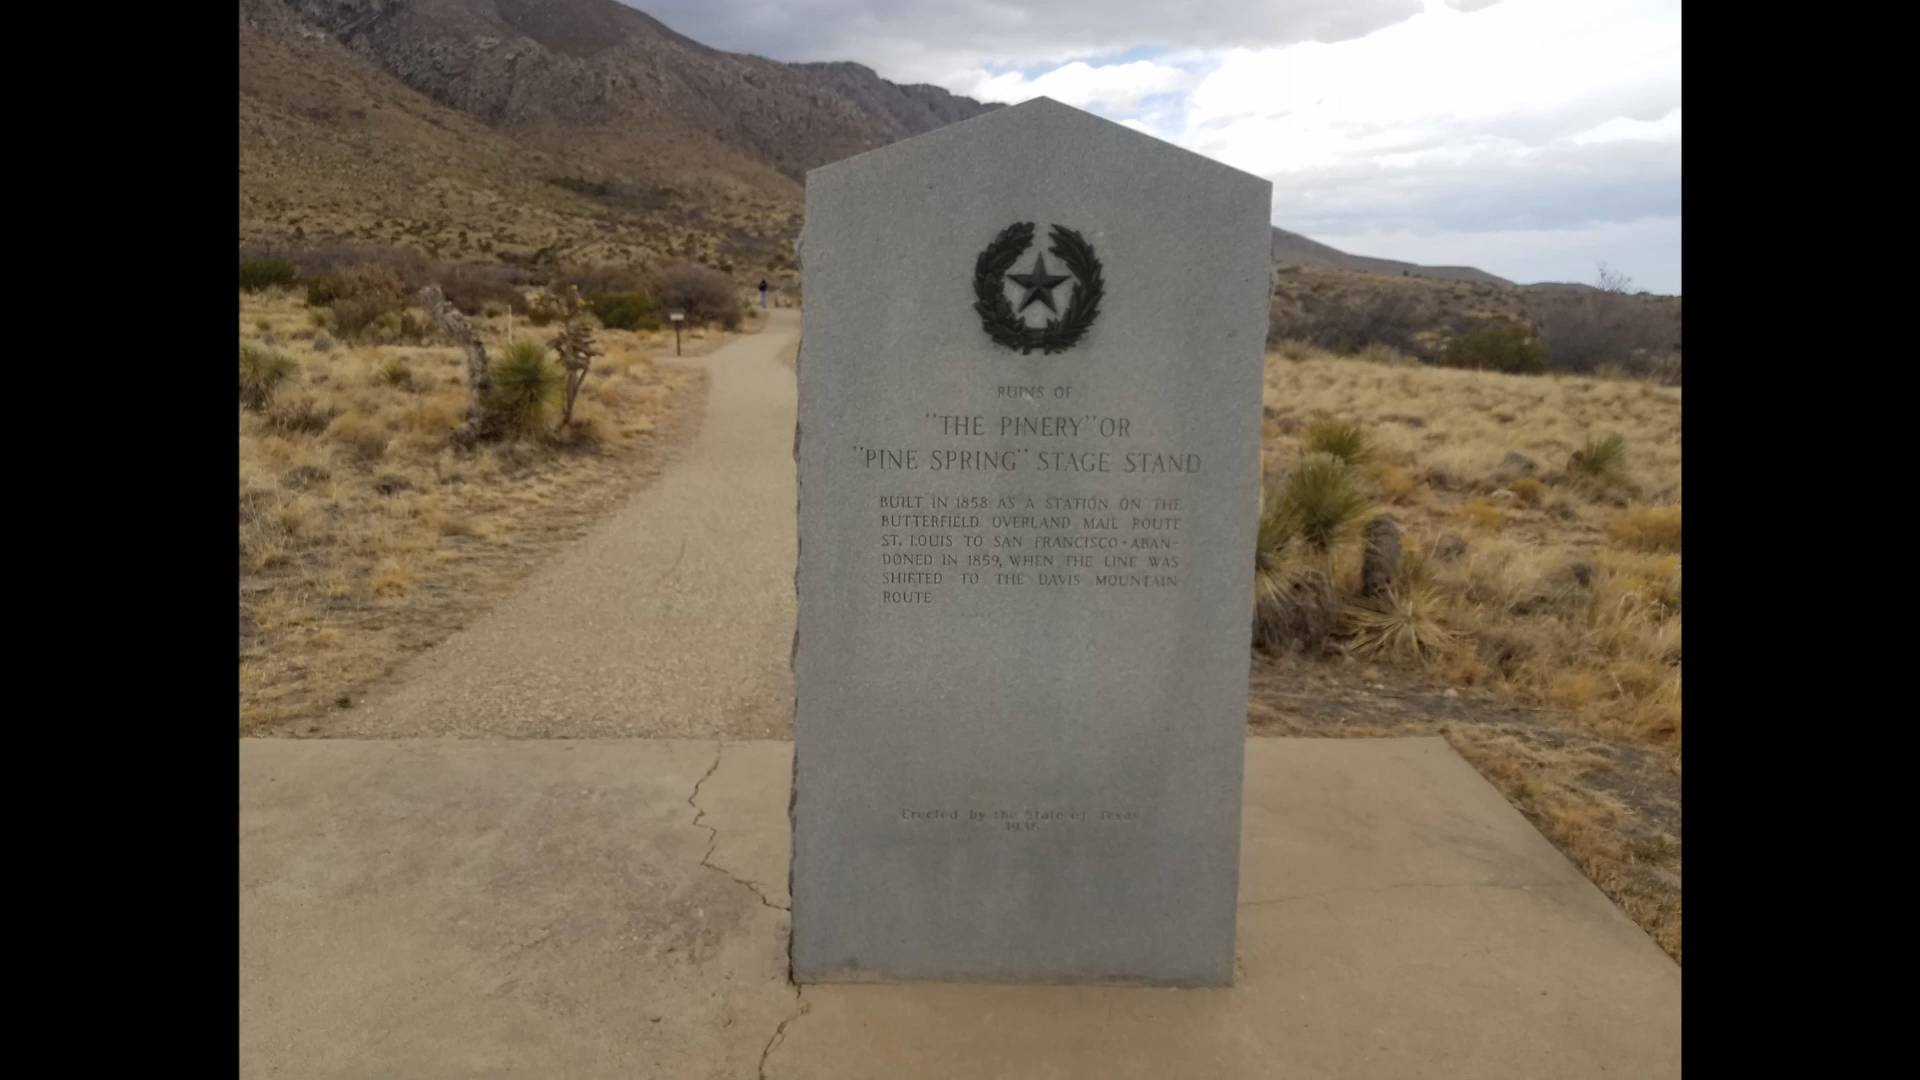 RUINS OF
"THE PINERY" OR
"PINE SPRING" STAGE STAND
BUILT IN 1858 AS A STATION ON THE
BUTTERFIELD OVERLAND MAIL ROUTE
ST. LOUIS TO SAN FRANCISCO • ABAN-
DONED IN 1859, WHEN THE LINE WAS
SHIFTED TO THE DAVIS MOUNTAIN
ROUTE
Erected by the State of Texas
1936